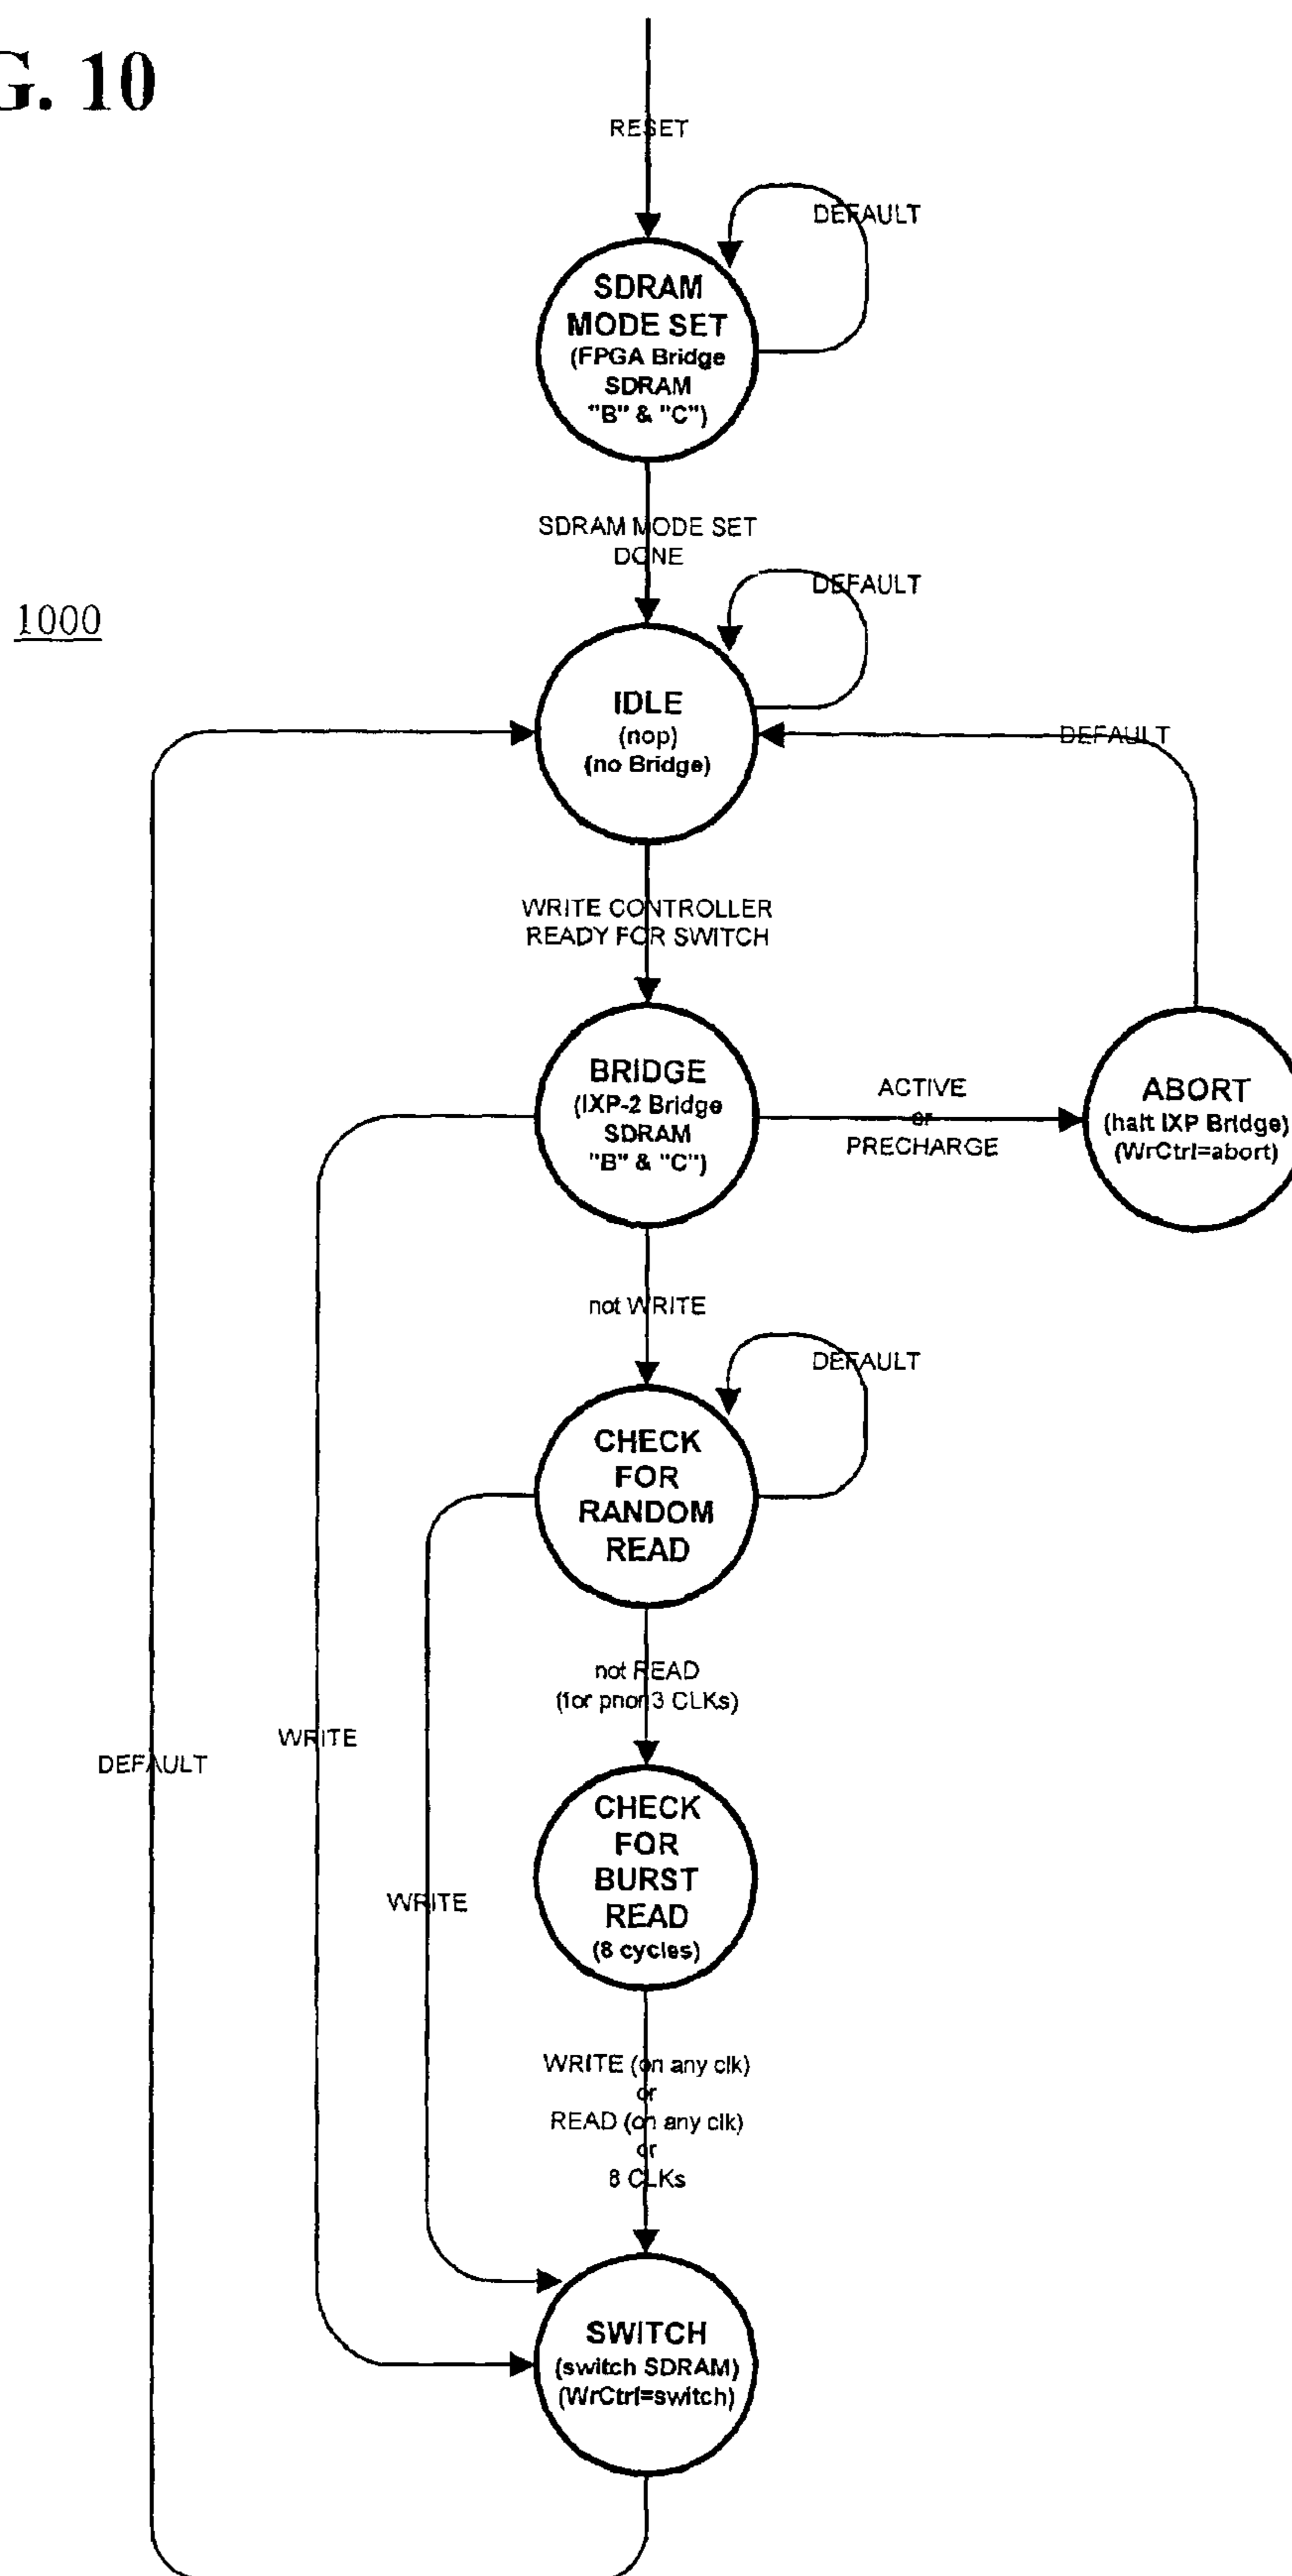 G. 10
RESET
DEFAULT
SDRAM
MODE SET
(FPGA Bridge
SDRAM
"B" & "C")
SDRAM MODE SET
DONE
DEFAULT
1000
IDLE
(nop)
(no Bridge)
DEFAULT
WRITE CONTROLLER
READY FOR SWITCH
BRIDGE
(IXP-2 Bridge
SDRAM
"B" & "C")
ACTIVE
or
PRECHARGE
ABORT
(halt IXP Bridge)
(WrCtrl=abort)
not WRITE
DEFAULT
CHECK
FOR
RANDOM
READ
not READ
(for prior 3 CLKs)
WRITE
DEFAULT
CHECK
FOR
BURST
READ
(8 cycles)
WRITE
WRITE (on any clk)
or
READ (on any clk)
or
8 CLKs
SWITCH
(switch SDRAM)
(WrCtrl=switch)